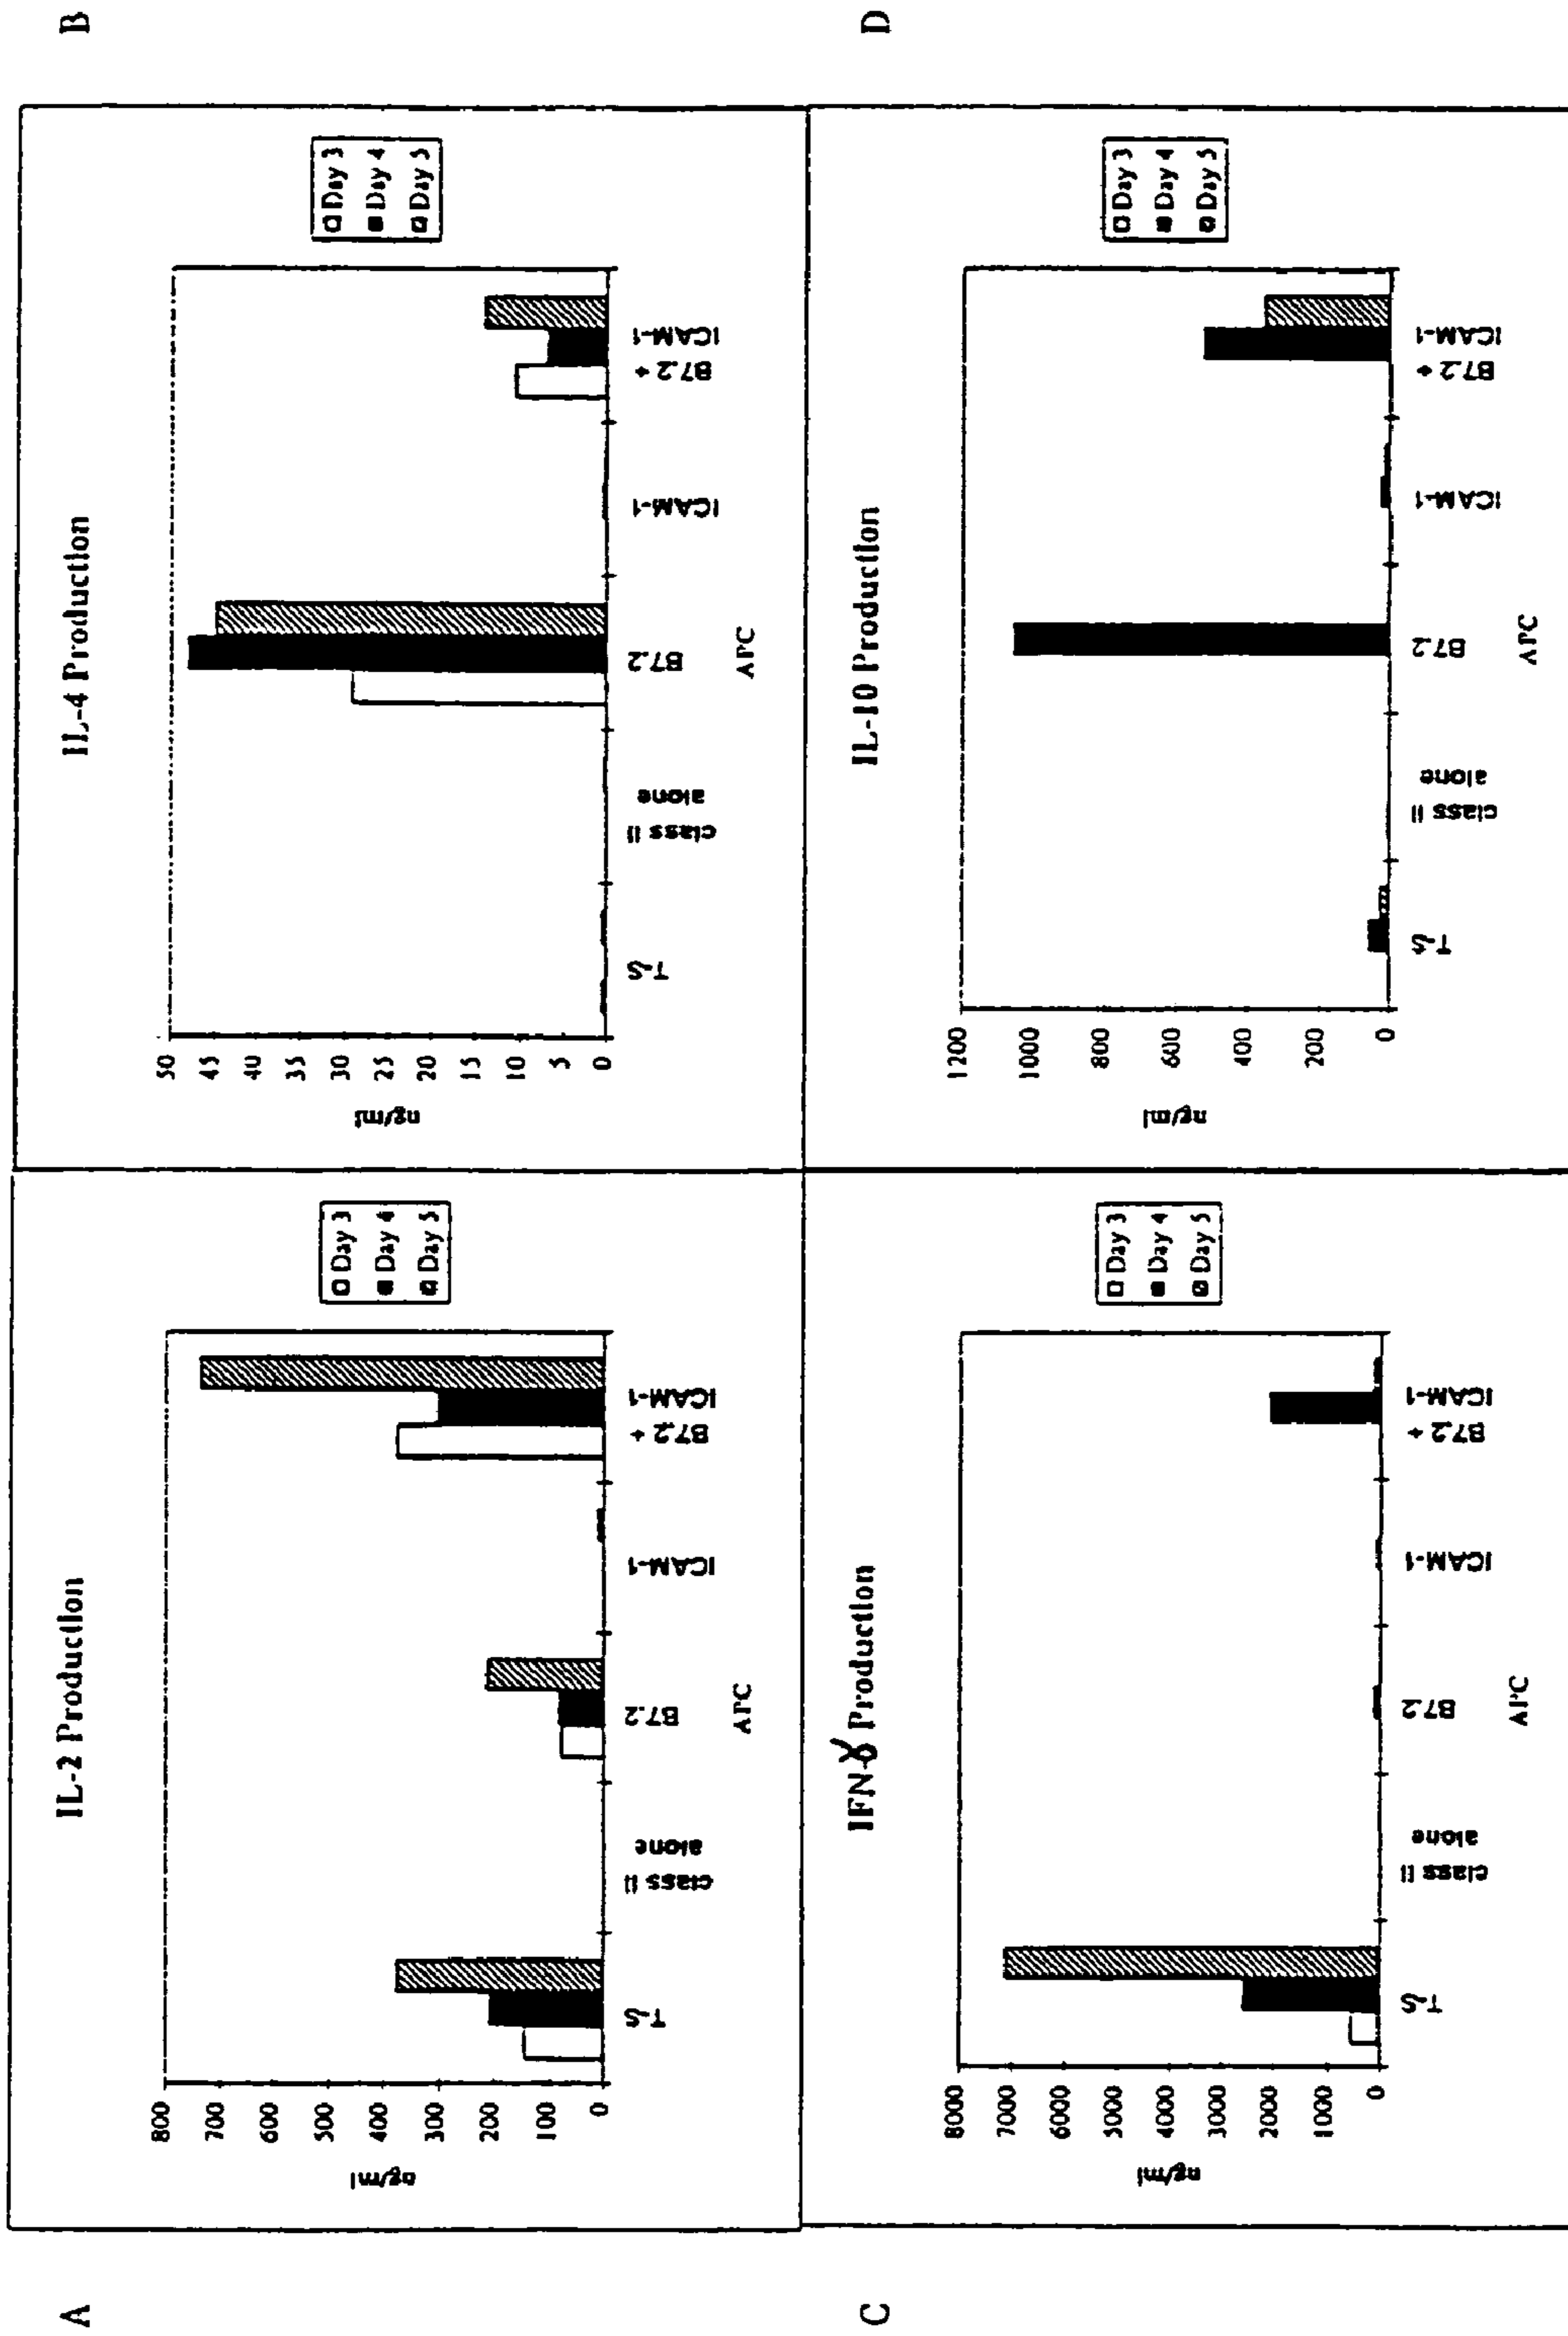 A
IL-2 Production
800
700
600
500
400
300
200
100
0
ng/ml
T-S
class II
alone
B7.2
ICAM-1
B7.2 +
ICAM-1
APC
Day 3
Day 4
Day 5
B
IL-4 Production
50
45
40
35
30
25
20
15
10
5
0
ng/ml
T-S
class II
alone
B7.2
ICAM-1
B7.2 +
ICAM-1
APC
Day 3
Day 4
Day 5
C
IFN-γ Production
8000
7000
6000
5000
4000
3000
2000
1000
0
ng/ml
T-S
class II
alone
B7.2
ICAM-1
B7.2 +
ICAM-1
APC
Day 3
Day 4
Day 5
D
IL-10 Production
1200
1000
800
600
400
200
0
ng/ml
T-S
class II
alone
B7.2
ICAM-1
B7.2 +
ICAM-1
APC
Day 3
Day 4
Day 5